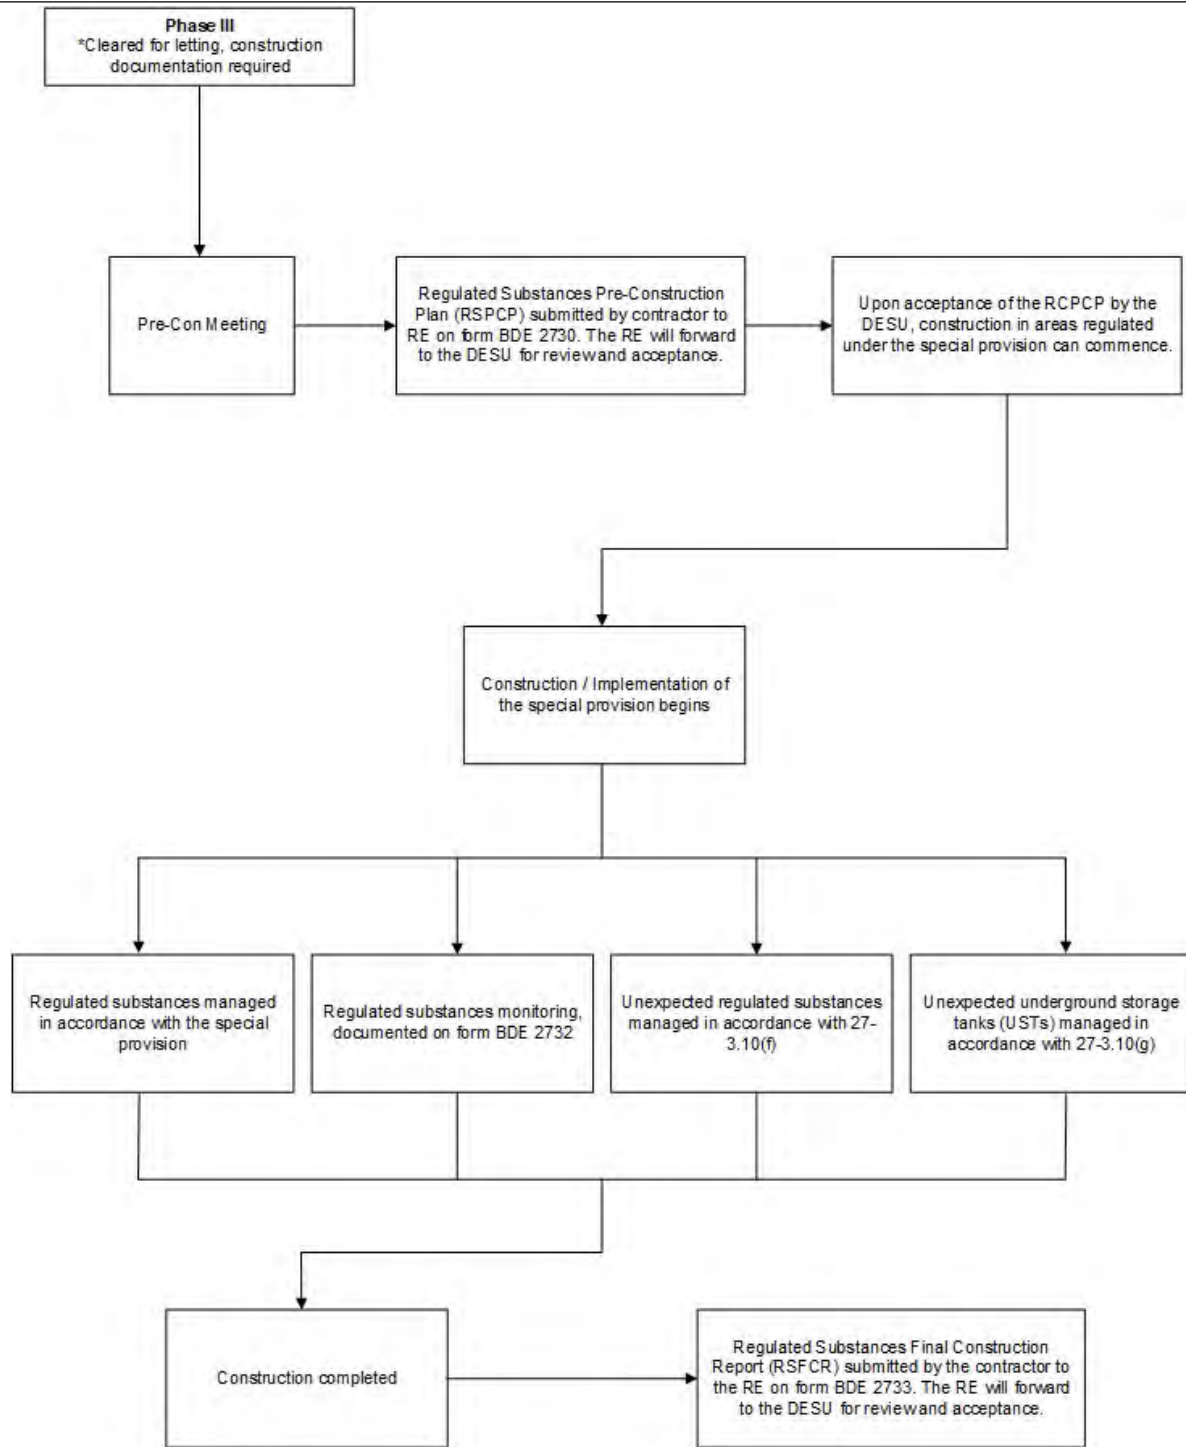 Phase III
*Cleared for letting, construction
documentation required
Pre-Con Meeting
Regulated Substances Pre-Construction
Plan (RSPCP) submitted by contractor to
RE on form BDE 2730. The RE will forward
to the DESU for review and acceptance.
Upon acceptance of the RCPCP by the
DESU, construction in areas regulated
under the special provision can commence.
Construction / Implementation of
the special provision begins
Regulated substances managed
in accordance with the special
provision
Regulated substances monitoring,
documented on form BDE 2732
Unexpected regulated substances
managed in accordance with 27-
3.10(f)
Unexpected underground storage
tanks (USTs) managed in
accordance with 27-3.10(g)
Construction completed
Regulated Substances Final Construction
Report (RSFCR) submitted by the contractor to
the RE on form BDE 2733. The RE will forward
to the DESU for review and acceptance.